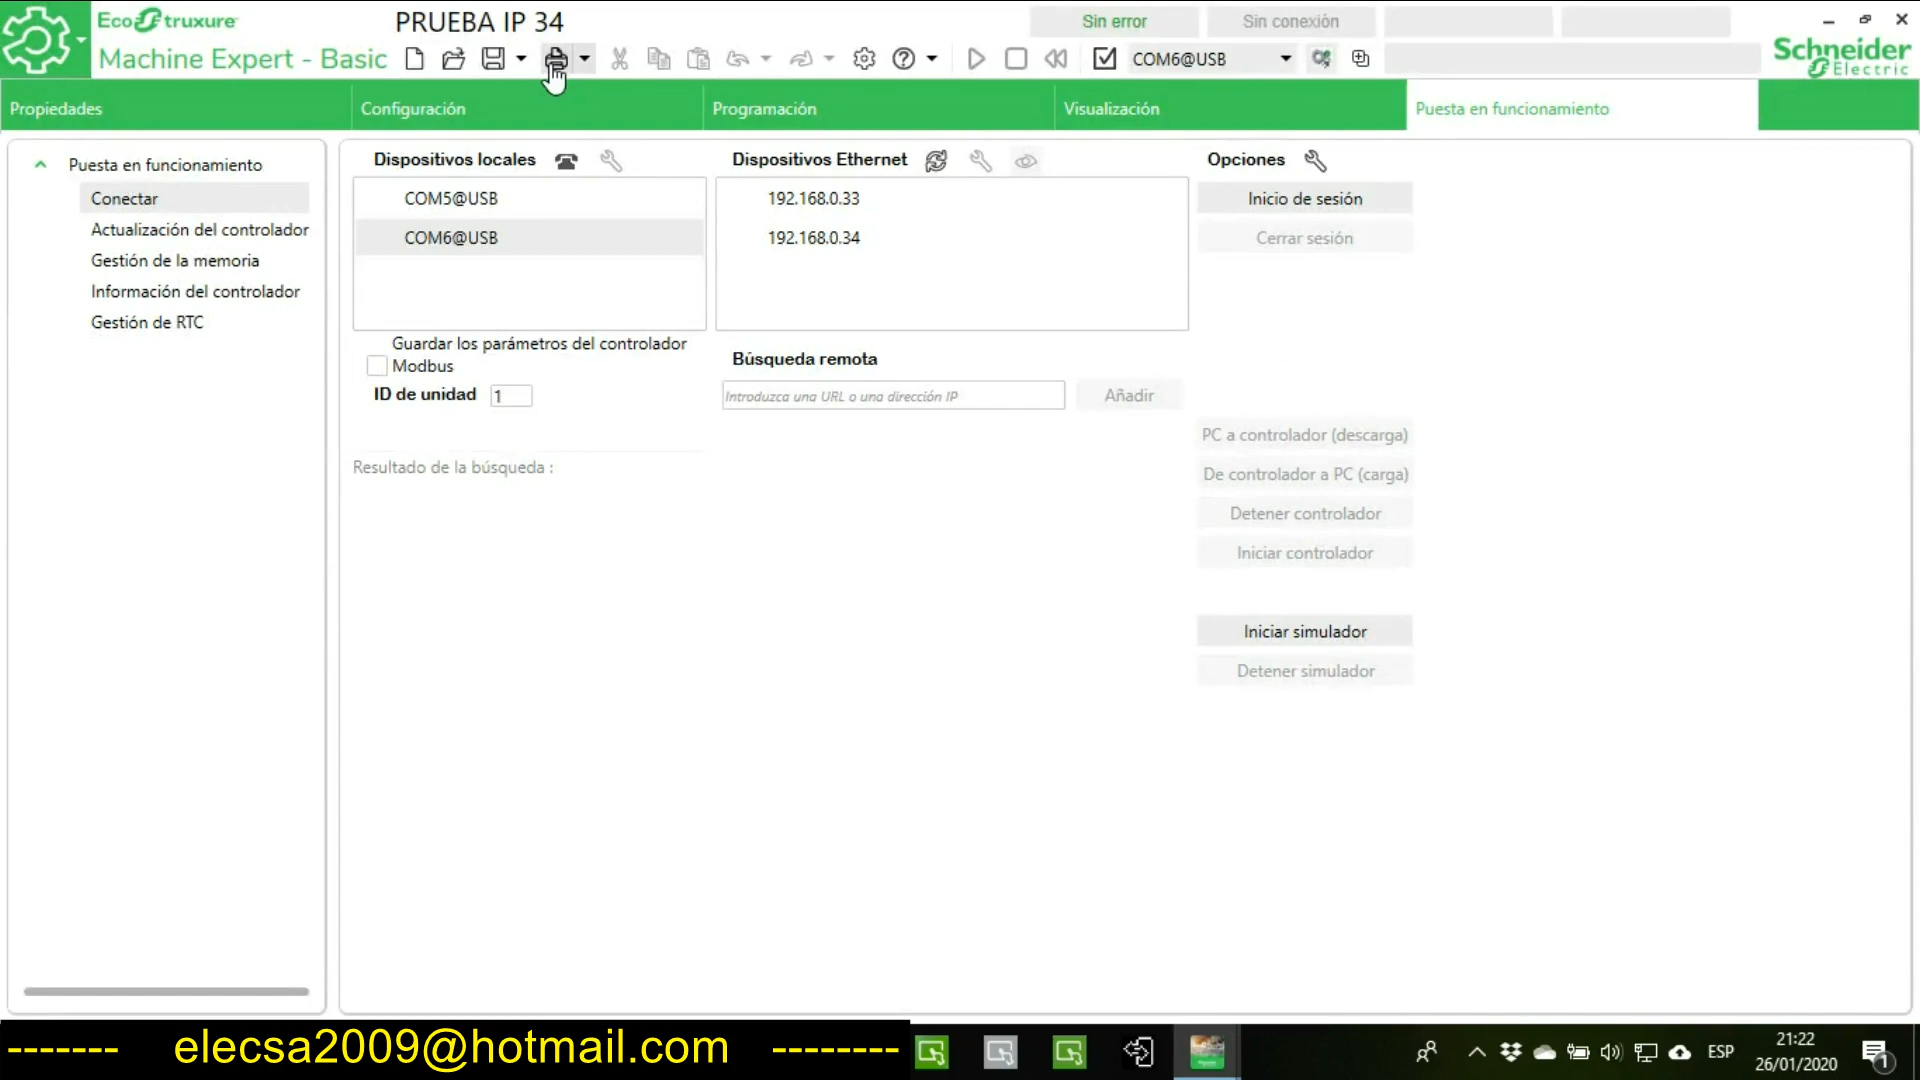 EcoStruxure
Machine Expert - Basic
PRUEBA IP 34
Sin error
Sin conexión
COM6@USB
Schneider
Electric
Propiedades
Configuración
Programación
Visualización
Puesta en funcionamiento
Puesta en funcionamiento
Conectar
Actualización del controlador
Gestión de la memoria
Información del controlador
Gestión de RTC
Dispositivos locales
COM5@USB
COM6@USB
Guardar los parámetros del controlador
Modbus
ID de unidad 1
Resultado de la búsqueda :
Dispositivos Ethernet
192.168.0.33
192.168.0.34
Búsqueda remota
Introduzca una URL o una dirección IP
Añadir
Opciones
Inicio de sesión
Cerrar sesión
PC a controlador (descarga)
De controlador a PC (carga)
Detener controlador
Iniciar controlador
Iniciar simulador
Detener simulador
------- elecsa2009@hotmail.com --------
ESP
21:22
26/01/2020
1